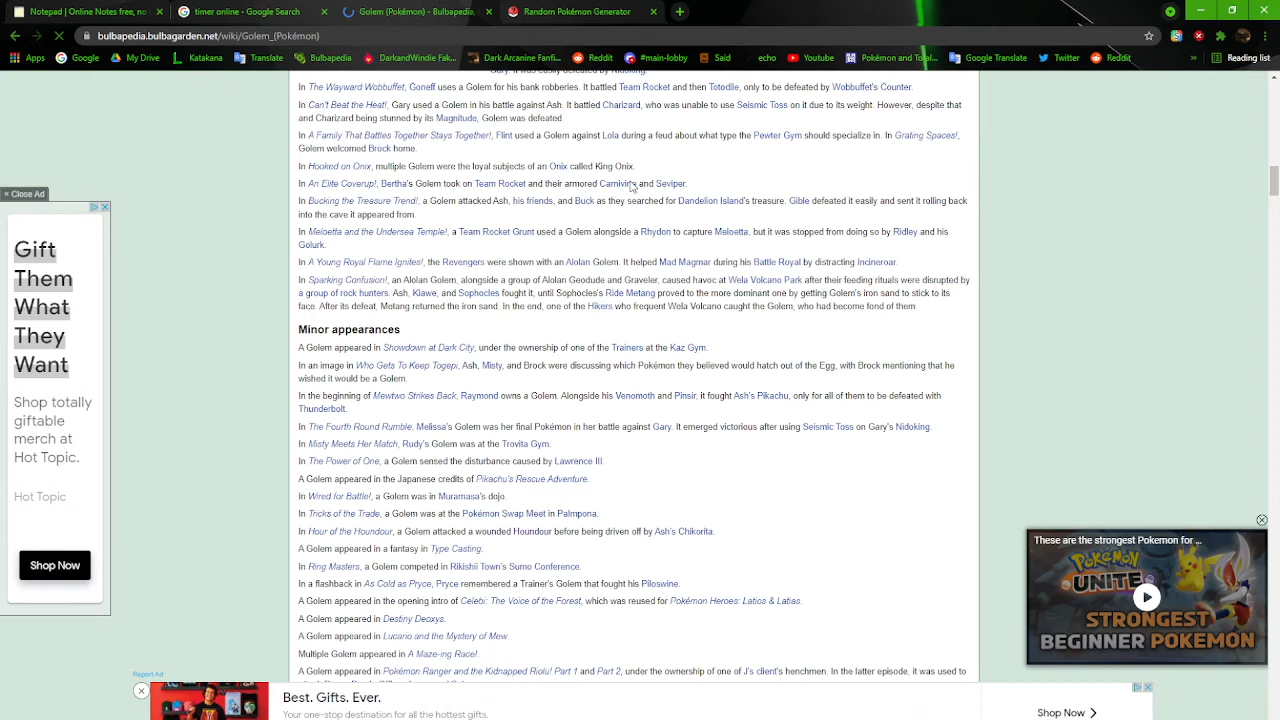 Notepad | Online Notes free, no
timer online - Google Search
Golem (Pokémon) - Bulbapedia,
Random Pokémon Generator
bulbapedia.bulbagarden.net/wiki/Golem_(Pokémon)
Apps Google My Drive Katakana Translate Bulbapedia DarkandWindie Fan... Dark Arcanine Fanfi... Reddit #main-lobby Said echo YouTube Pokémon and Total... Google Translate Reddit » Reading list
Gary. It was easily defeated by Nidoking.
In The Wayward Wobbuffet, Goneff uses a Golem for his bank robberies. It battled Team Rocket and then Totodile, only to be defeated by Wobbuffet's Counter.
In Can't Beat the Heat!, Gary used a Golem in his battle against Ash. It battled Charizard, who was unable to use Seismic Toss on it due to its weight. However, despite that
and Charizard being stunned by its Magnitude, Golem was defeated.
In A Family That Battles Together Stays Together!, Flint used a Golem against Lola during a feud about what type the Pewter Gym should specialize in. In Grating Spaces!,
Golem welcomed Brock home.
In Hooked on Onix, multiple Golem were the loyal subjects of an Onix called King Onix.
In An Elite Coverup!, Bertha's Golem took on Team Rocket and their armored Carnivine and Seviper.
In Bucking the Treasure Trend!, a Golem attacked Ash, his friends, and Buck as they searched for Dandelion Island's treasure. Gible defeated it easily and sent it rolling back
into the cave it appeared from.
In Meloetta and the Undersea Temple!, a Team Rocket Grunt used a Golem alongside a Rhydon to capture Meloetta, but it was stopped from doing so by Ridley and his
Golurk.
In A Young Royal Flame Ignites!, the Revengers were shown with an Alolan Golem. It helped Mad Magmar during his Battle Royal by distracting Incineroar.
In Sparking Confusion!, an Alolan Golem, alongside a group of Alolan Geodude and Graveler, caused havoc at Wela Volcano Park after their feeding rituals were disrupted by
a group of rock hunters. Ash, Kiawe, and Sophocles fought it, until Sophocles's Ride Metang proved to the more dominant one by getting Golem's iron sand to stick to its
face. After its defeat, Metang returned the iron sand. In the end, one of the Hikers who frequent Wela Volcano caught the Golem, who had become fond of them.
Minor appearances
A Golem appeared in Showdown at Dark City, under the ownership of one of the Trainers at the Kaz Gym.
In an image in Who Gets To Keep Togepi, Ash, Misty, and Brock were discussing which Pokémon they believed would hatch out of the Egg, with Brock mentioning that he
wished it would be a Golem.
In the beginning of Mewtwo Strikes Back, Raymond owns a Golem. Alongside his Venomoth and Pinsir, it fought Ash's Pikachu, only for all of them to be defeated with
Thunderbolt.
In The Fourth Round Rumble, Melissa's Golem was her final Pokémon in her battle against Gary. It emerged victorious after using Seismic Toss on Gary's Nidoking.
In Misty Meets Her Match, Rudy's Golem was at the Trovita Gym.
In The Power of One, a Golem sensed the disturbance caused by Lawrence III.
A Golem appeared in the Japanese credits of Pikachu's Rescue Adventure.
In Wired for Battle!, a Golem was in Muramasa's dojo.
In Tricks of the Trade, a Golem was at the Pokémon Swap Meet in Palmpona.
In Hour of the Houndour, a Golem attacked a wounded Houndour before being driven off by Ash's Chikorita.
A Golem appeared in a fantasy in Type Casting.
In Ring Masters, a Golem competed in Rikishii Town's Sumo Conference.
In a flashback in As Cold as Pryce, Pryce remembered a Trainer's Golem that fought his Piloswine.
A Golem appeared in the opening intro of Celebi: The Voice of the Forest, which was reused for Pokémon Heroes: Latios & Latias.
A Golem appeared in Destiny Deoxys.
A Golem appeared in Lucario and the Mystery of Mew.
Multiple Golem appeared in A Maze-ing Race!.
A Golem appeared in Pokémon Ranger and the Kidnapped Riolu! Part 1 and Part 2, under the ownership of one of J's client's henchmen. In the latter episode, it was used to
× Close Ad
Gift
Them
What
They
Want
Shop totally
giftable
merch at
Hot Topic.
Hot Topic
Shop Now
These are the strongest Pokemon for ...
POKÉMON
UNITE
STRONGEST
BEGINNER POKEMON
Report Ad
Best. Gifts. Ever.
Your one-stop destination for all the hottest gifts.
Shop Now